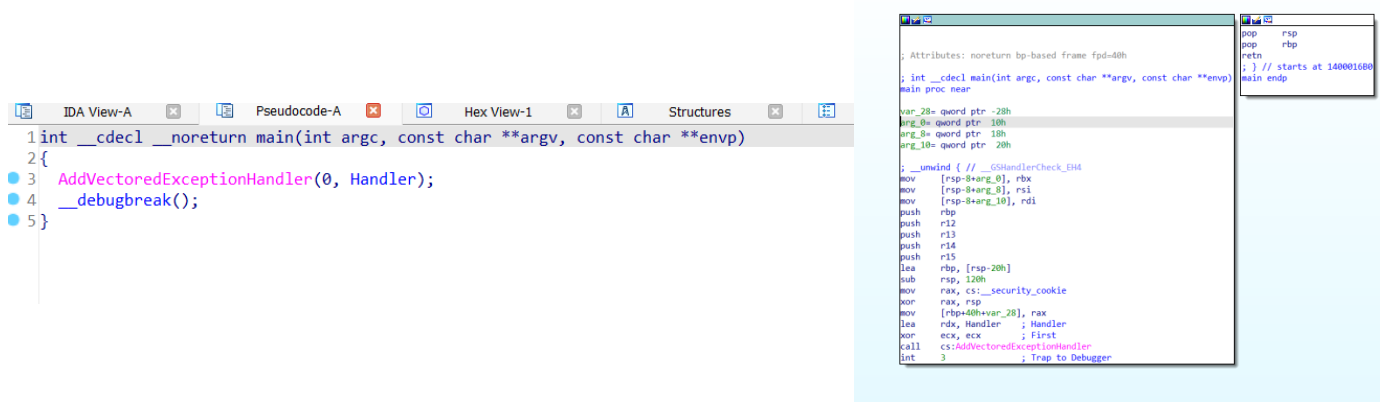 IDA View-A Pseudocode-A Hex View-1 Structures
1 int __cdecl __noreturn main(int argc, const char **argv, const char **envp)
2 {
3 AddVectoredExceptionHandler(0, Handler);
4 __debugbreak();
5 }
; Attributes: noreturn bp-based frame fpd=40h
; int __cdecl main(int argc, const char **argv, const char **envp)
main proc near
var_28= qword ptr -28h
arg_0= qword ptr 10h
arg_8= qword ptr 18h
arg_10= qword ptr 20h
; __unwind { // __GSHandlerCheck_EH4
mov [rsp-8+arg_0], rbx
mov [rsp-8+arg_8], rsi
mov [rsp-8+arg_10], rdi
push rbp
push r12
push r13
push r14
push r15
lea rbp, [rsp-20h]
sub rsp, 120h
mov rax, cs:__security_cookie
xor rax, rsp
mov [rbp+40h+var_28], rax
lea rdx, Handler ; Handler
xor ecx, ecx ; First
call cs:AddVectoredExceptionHandler
int 3 ; Trap to Debugger
pop rsp
pop rbp
retn
; } // starts at 1400016B0
main endp